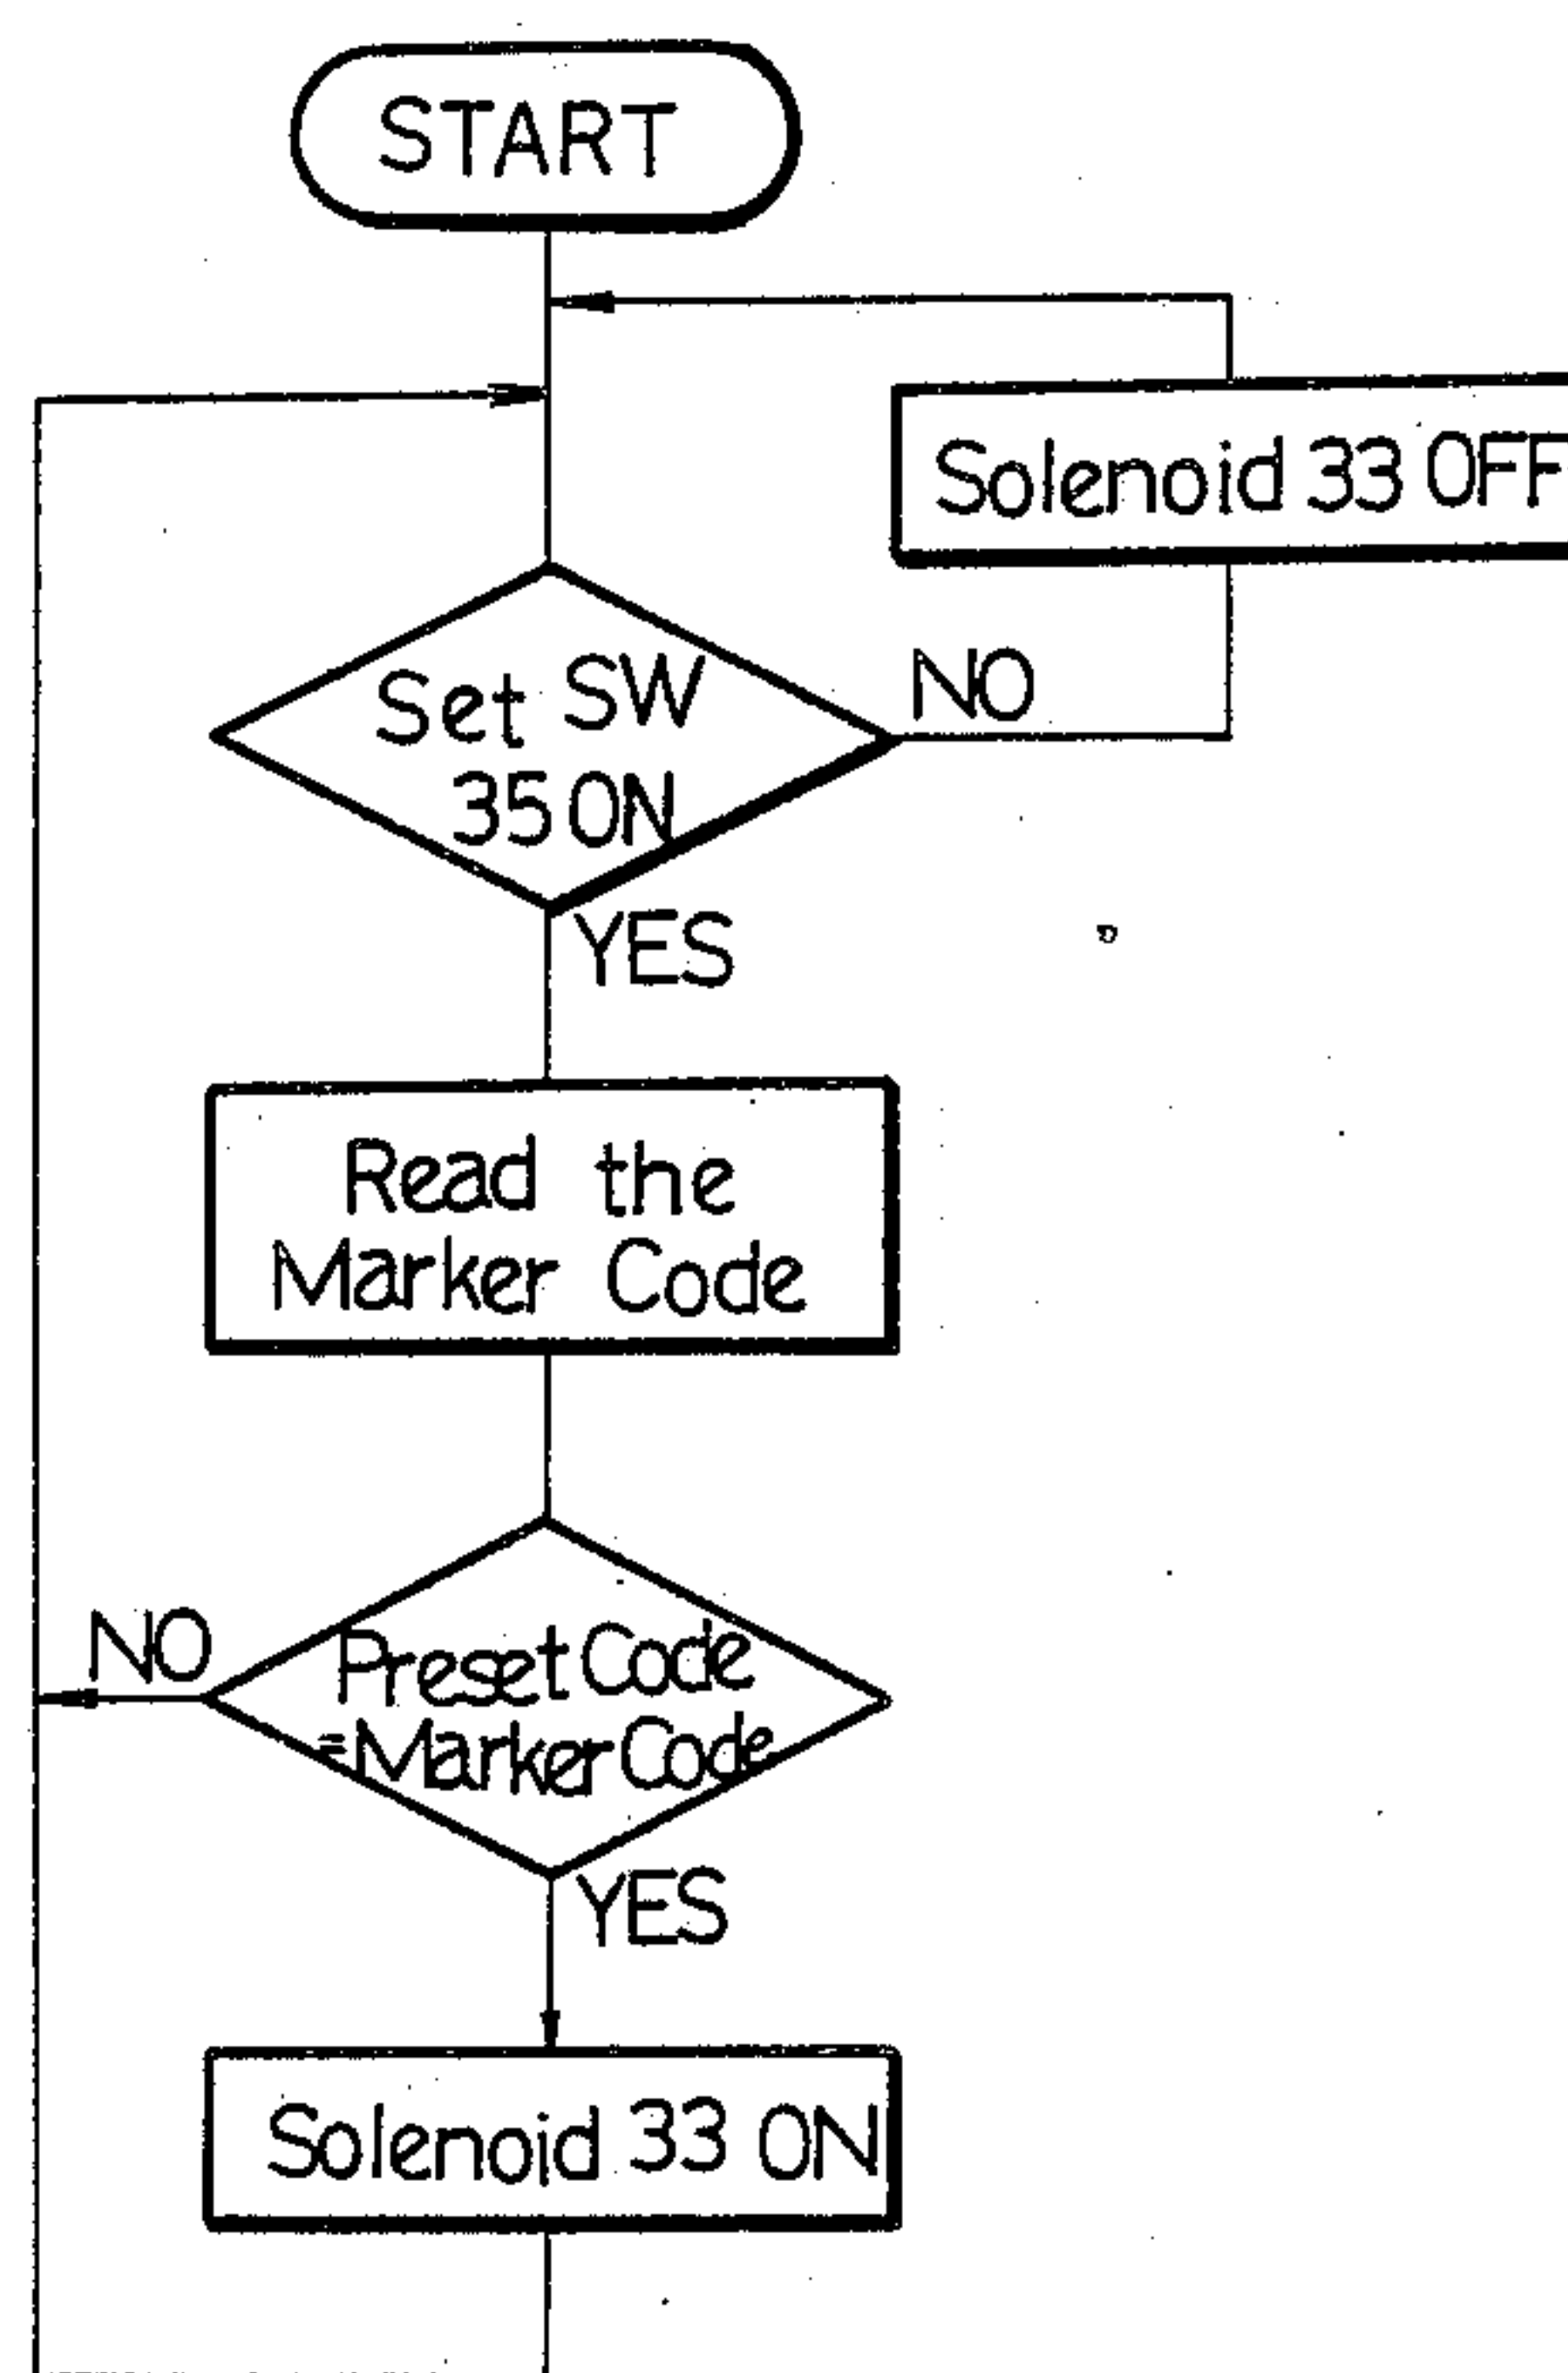 START
Solenoid 33 OFF
Set SW
35 ON
NO
YES
Read the
Marker Code
NO
Preset Code
=Marker Code
YES
Solenoid 33 ON